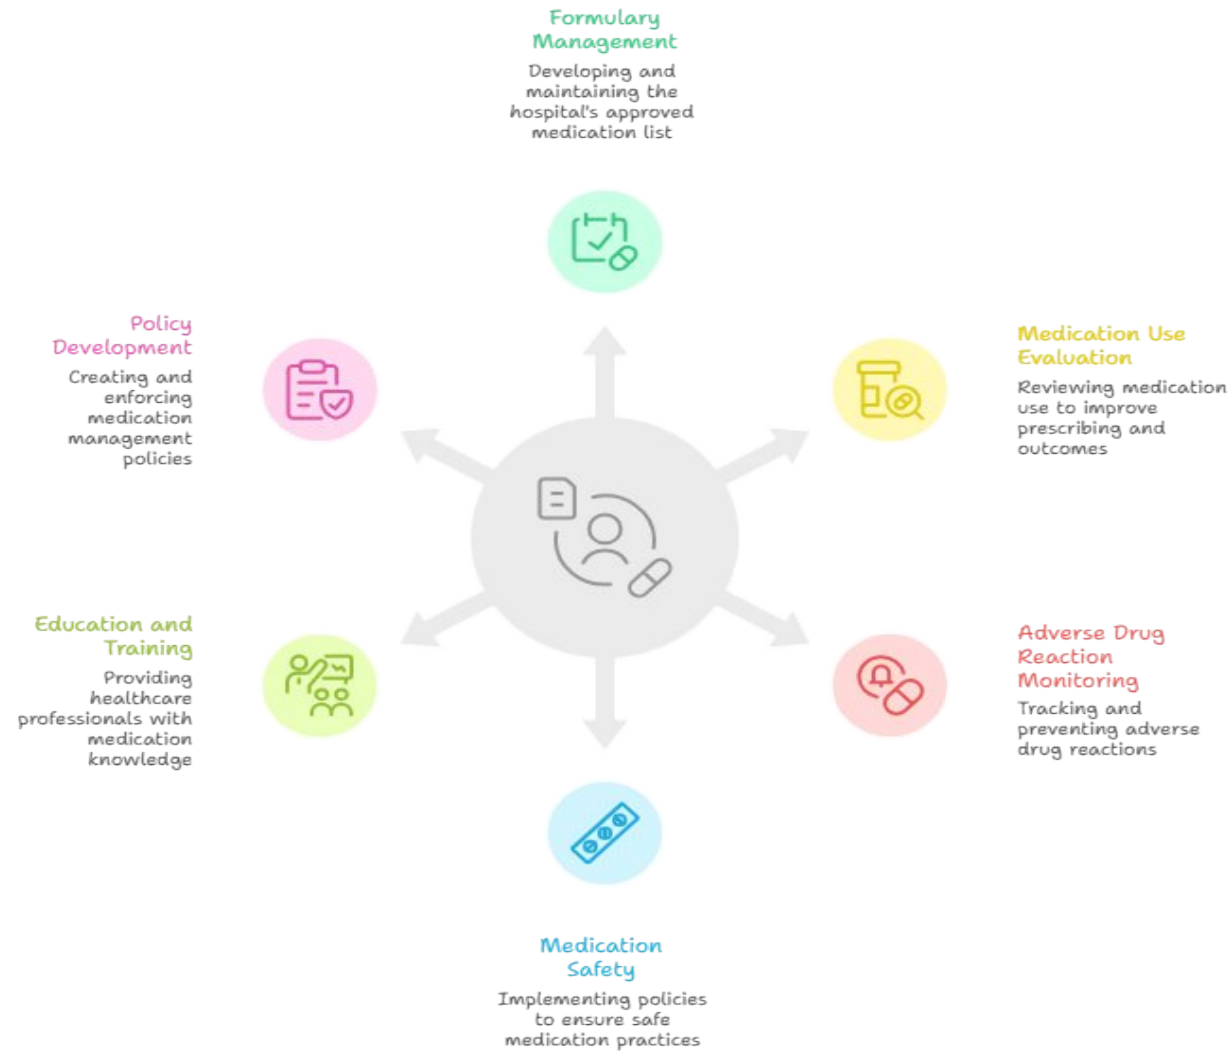 Formulary
Management
Developing and
maintaining the
hospital's approved
medication list
Policy
Development
Creating and
enforcing
medication
management
policies
Medication Use
Evaluation
Reviewing medication
use to improve
prescribing and
outcomes
Education and
Training
Providing
healthcare
professionals with
medication
knowledge
Adverse Drug
Reaction
Monitoring
Tracking and
preventing adverse
drug reactions
Medication
Safety
Implementing policies
to ensure safe
medication practices